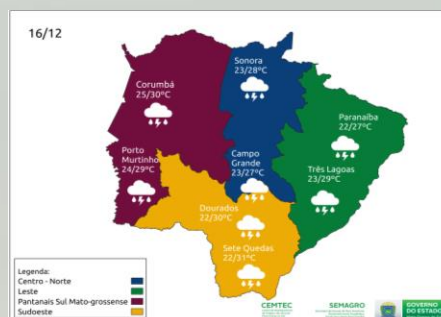 16/12
Sonora
23/28°C
Corumbá
25/30°C
Paranaíba
22/27°C
Porto
Murtinho
24/29°C
Campo
Grande
23/27°C
Três Lagoas
23/29°C
Dourados
22/30°C
Sete Quedas
22/31°C
Legenda:
Centro - Norte
Leste
Pantanais Sul Mato-grossense
Sudoeste
CEMTEC
SEMAGRO
GOVERNO
DO ESTADO